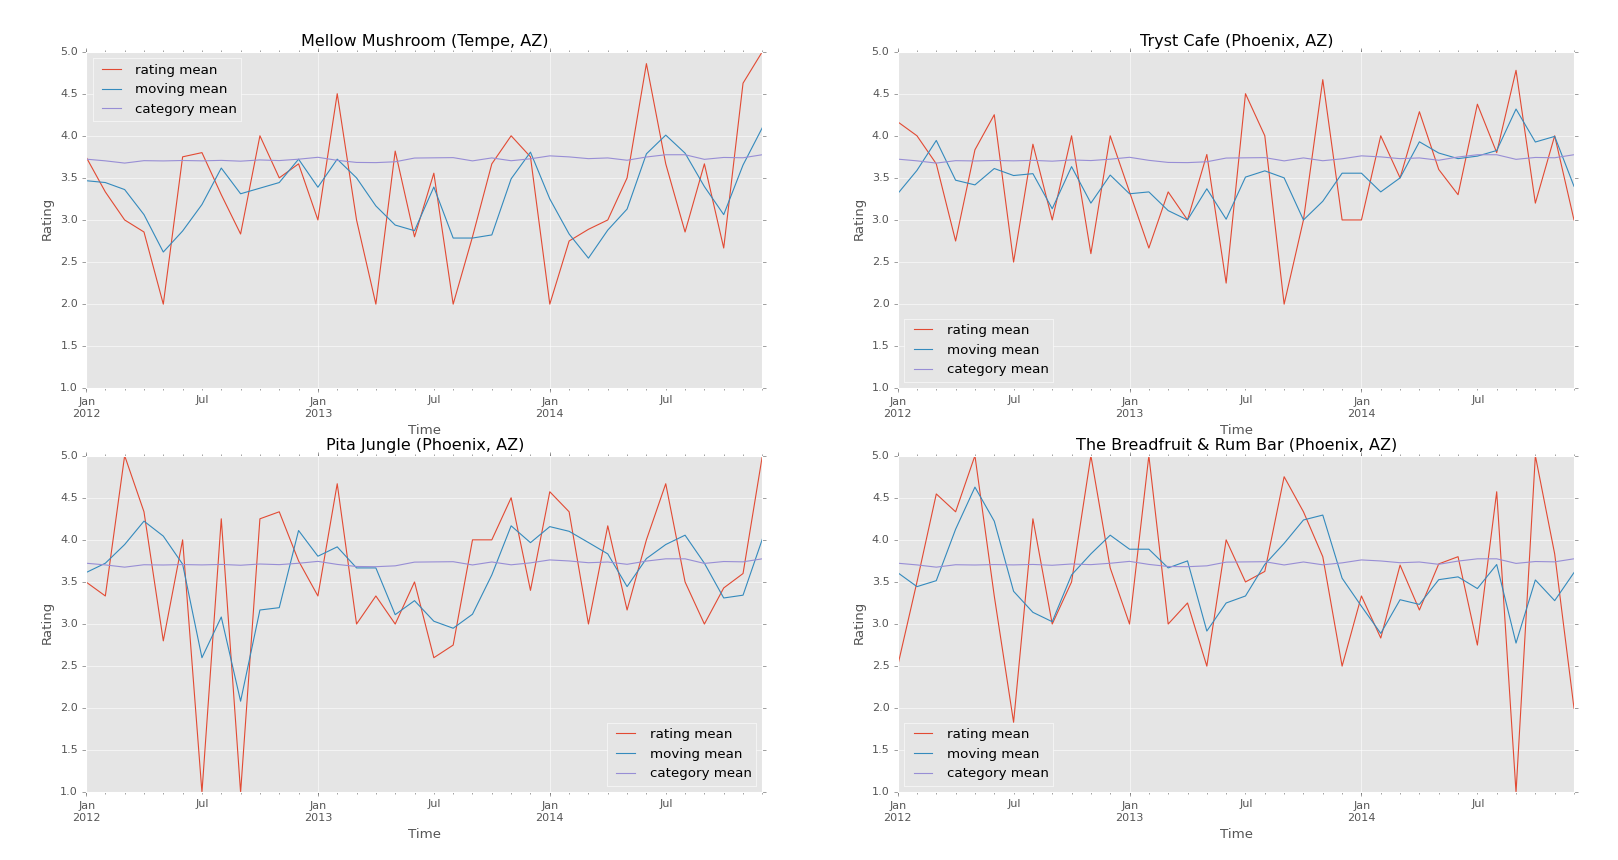 Mellow Mushroom (Tempe, AZ)
5.0
4.5
4.0
3.5
3.0
2.5
2.0
1.5
1.0
Rating
rating mean
moving mean
category mean
Jan
2012
Jul
Jan
2013
Jul
Jan
2014
Jul
Time
Tryst Cafe (Phoenix, AZ)
5.0
4.5
4.0
3.5
3.0
2.5
2.0
1.5
1.0
Rating
rating mean
moving mean
category mean
Jan
2012
Jul
Jan
2013
Jul
Jan
2014
Jul
Time
Pita Jungle (Phoenix, AZ)
5.0
4.5
4.0
3.5
3.0
2.5
2.0
1.5
1.0
Rating
rating mean
moving mean
category mean
Jan
2012
Jul
Jan
2013
Jul
Jan
2014
Jul
Time
The Breadfruit & Rum Bar (Phoenix, AZ)
5.0
4.5
4.0
3.5
3.0
2.5
2.0
1.5
1.0
Rating
rating mean
moving mean
category mean
Jan
2012
Jul
Jan
2013
Jul
Jan
2014
Jul
Time